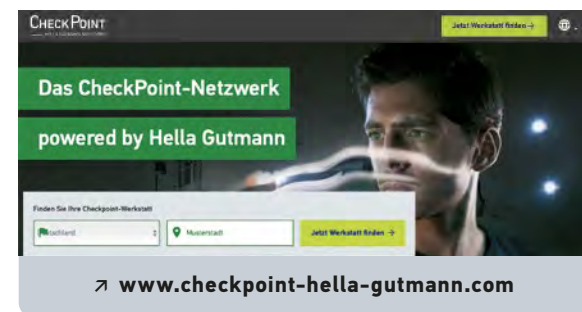 CHECKPOINT
Jetzt Werkstatt finden →
Das CheckPoint-Netzwerk
powered by Hella Gutmann
Finden Sie Ihre Checkpoint-Werkstatt
Musterstadt
Jetzt Werkstatt finden →
↗ www.checkpoint-hella-gutmann.com